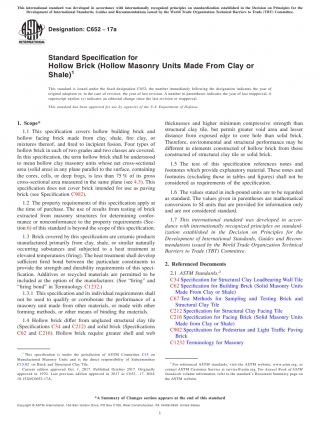 This international standard was developed in accordance with internationally recognized principles on standardization established in the Decision on Principles for the
Development of International Standards, Guides and Recommendations issued by the World Trade Organization Technical Barriers to Trade (TBT) Committee.
Designation: C652 − 17a
Standard Specification for
Hollow Brick (Hollow Masonry Units Made From Clay or
Shale)1
This standard is issued under the fixed designation C652; the number immediately following the designation indicates the year of
original adoption or, in the case of revision, the year of last revision. A number in parentheses indicates the year of last reapproval. A
superscript epsilon (ε) indicates an editorial change since the last revision or reapproval.
This standard has been approved for use by agencies of the U.S. Department of Defense.
1. Scope*
1.1 This specification covers hollow building brick and
hollow facing brick made from clay, shale, fire clay, or
mixtures thereof, and fired to incipient fusion. Four types of
hollow brick in each of two grades and two classes are covered.
In this specification, the term hollow brick shall be understood
to mean hollow clay masonry units whose net cross-sectional
area (solid area) in any plane parallel to the surface, containing
the cores, cells, or deep frogs, is less than 75 % of its gross
cross-sectional area measured in the same plane (see 4.3). This
specification does not cover brick intended for use as paving
brick (see Specification C902).
1.2 The property requirements of this specification apply at
the time of purchase. The use of results from testing of brick
extracted from masonry structures for determining confor-
mance or nonconformance to the property requirements (Sec-
tion 6) of this standard is beyond the scope of this specification.
1.3 Brick covered by this specification are ceramic products
manufactured primarily from clay, shale, or similar naturally
occurring substances and subjected to a heat treatment at
elevated temperatures (firing). The heat treatment shall develop
sufficient fired bond between the particulate constituents to
provide the strength and durability requirements of this speci-
fication. Additives or recycled materials are permitted to be
included at the option of the manufacturer. (See "firing" and
"firing bond" in Terminology C1232.)
1.3.1 This specification and its individual requirements shall
not be used to qualify or corroborate the performance of a
masonry unit made from other materials, or made with other
forming methods, or other means of binding the materials.
1.4 Hollow brick differ from unglazed structural clay tile
(Specifications C34 and C212) and solid brick (Specifications
C62 and C216). Hollow brick require greater shell and web
thicknesses and higher minimum compressive strength than
structural clay tile, but permit greater void area and lesser
distance from exposed edge to core hole than solid brick.
Therefore, environmental and structural performance may be
different in elements constructed of hollow brick from those
constructed of structural clay tile or solid brick.
1.5 The text of this specification references notes and
footnotes which provide explanatory material. These notes and
footnotes (excluding those in tables and figures) shall not be
considered as requirements of the specification.
1.6 The values stated in inch-pound units are to be regarded
as standard. The values given in parentheses are mathematical
conversions to SI units that are provided for information only
and are not considered standard.
1.7 This international standard was developed in accor-
dance with internationally recognized principles on standard-
ization established in the Decision on Principles for the
Development of International Standards, Guides and Recom-
mendations issued by the World Trade Organization Technical
Barriers to Trade (TBT) Committee.
2. Referenced Documents
2.1 ASTM Standards:2
C34 Specification for Structural Clay Loadbearing Wall Tile
C62 Specification for Building Brick (Solid Masonry Units
Made From Clay or Shale)
C67 Test Methods for Sampling and Testing Brick and
Structural Clay Tile
C212 Specification for Structural Clay Facing Tile
C216 Specification for Facing Brick (Solid Masonry Units
Made from Clay or Shale)
C902 Specification for Pedestrian and Light Traffic Paving
Brick
C1232 Terminology for Masonry
1 This specification is under the jurisdiction of ASTM Committee C15 on
Manufactured Masonry Units and is the direct responsibility of Subcommittee
C15.02 on Brick and Structural Clay Tile.
Current edition approved Oct. 1, 2017. Published October 2017. Originally
approved in 1970. Last previous edition approved in 2017 as C652 – 17. DOI:
10.1520/C0652-17A.
2 For referenced ASTM standards, visit the ASTM website, www.astm.org, or
contact ASTM Customer Service at service@astm.org. For Annual Book of ASTM
Standards volume information, refer to the standard's Document Summary page on
the ASTM website.
*A Summary of Changes section appears at the end of this standard
Copyright © ASTM International, 100 Barr Harbor Drive, PO Box C700, West Conshohocken, PA 19428-2959. United States
1